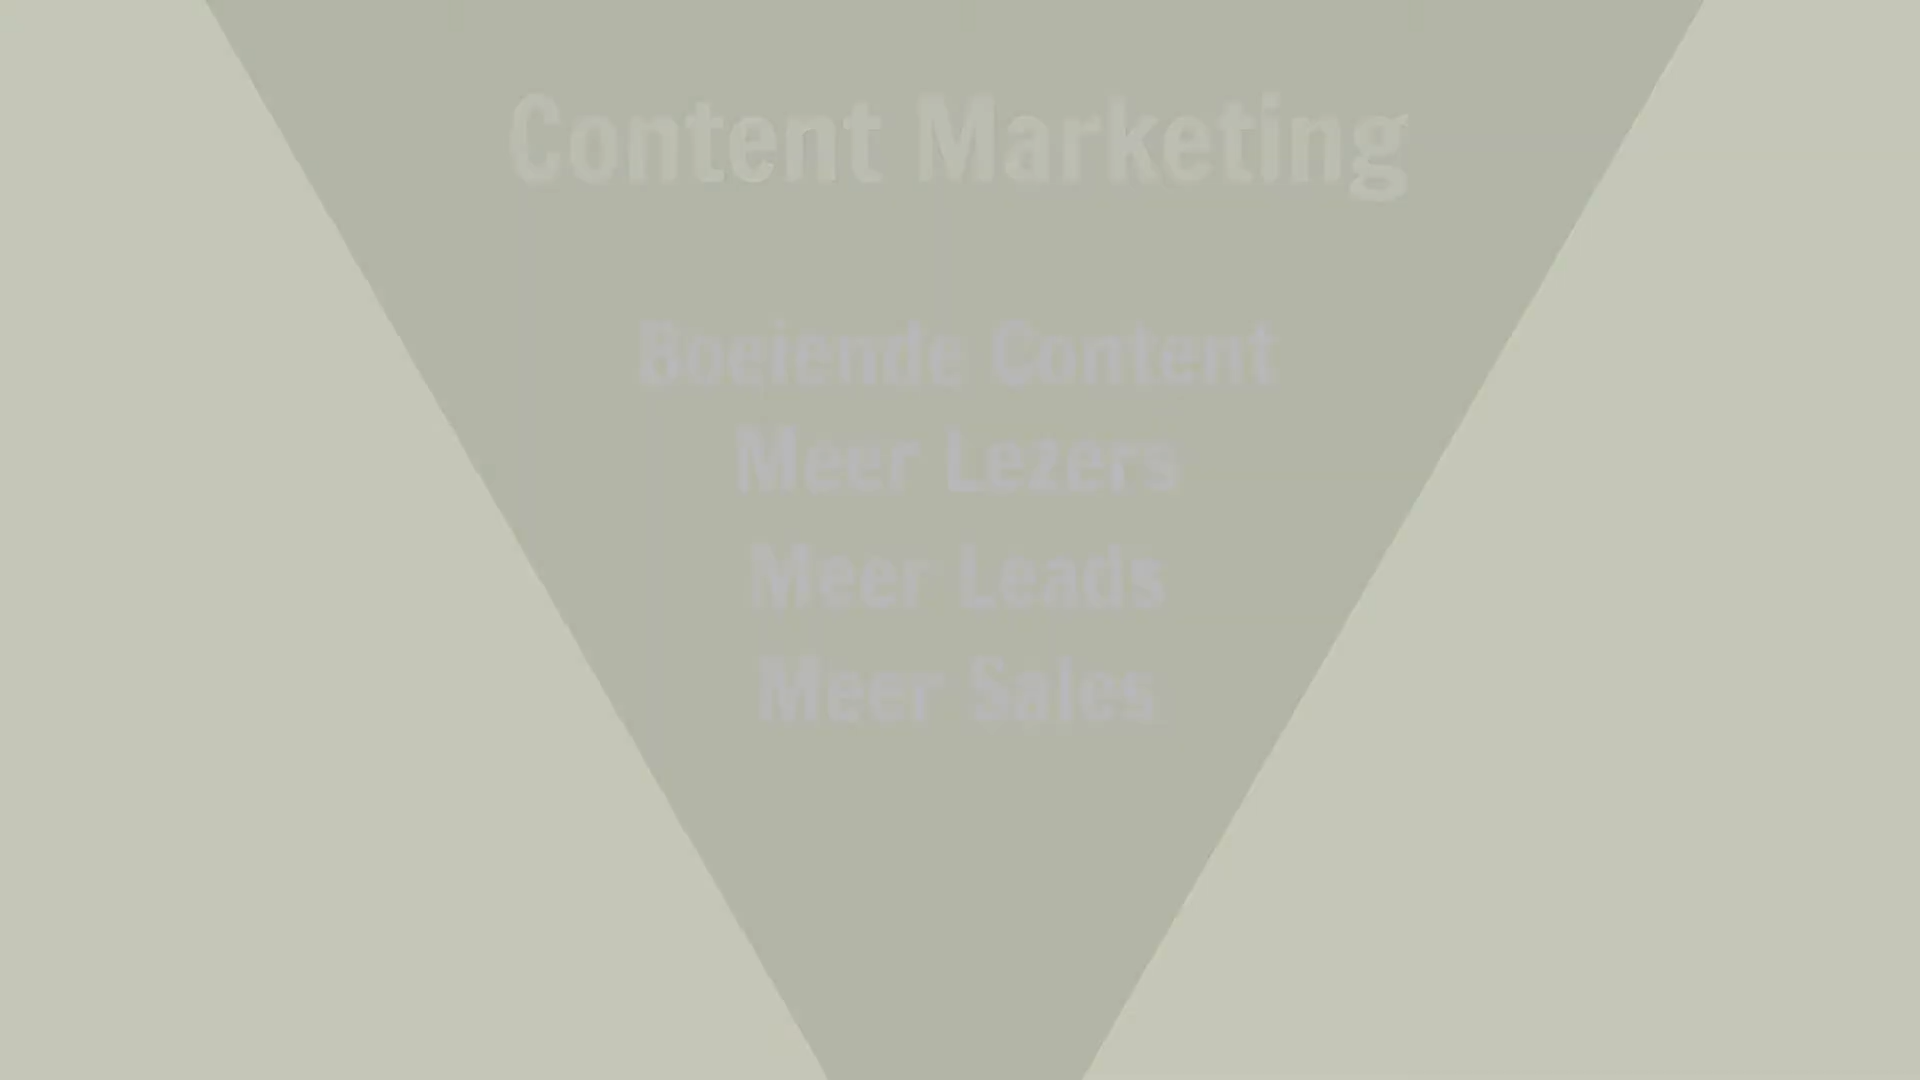 Content Marketing
Boeiende Content
Meer Lezers
Meer Leads
Meer Sales